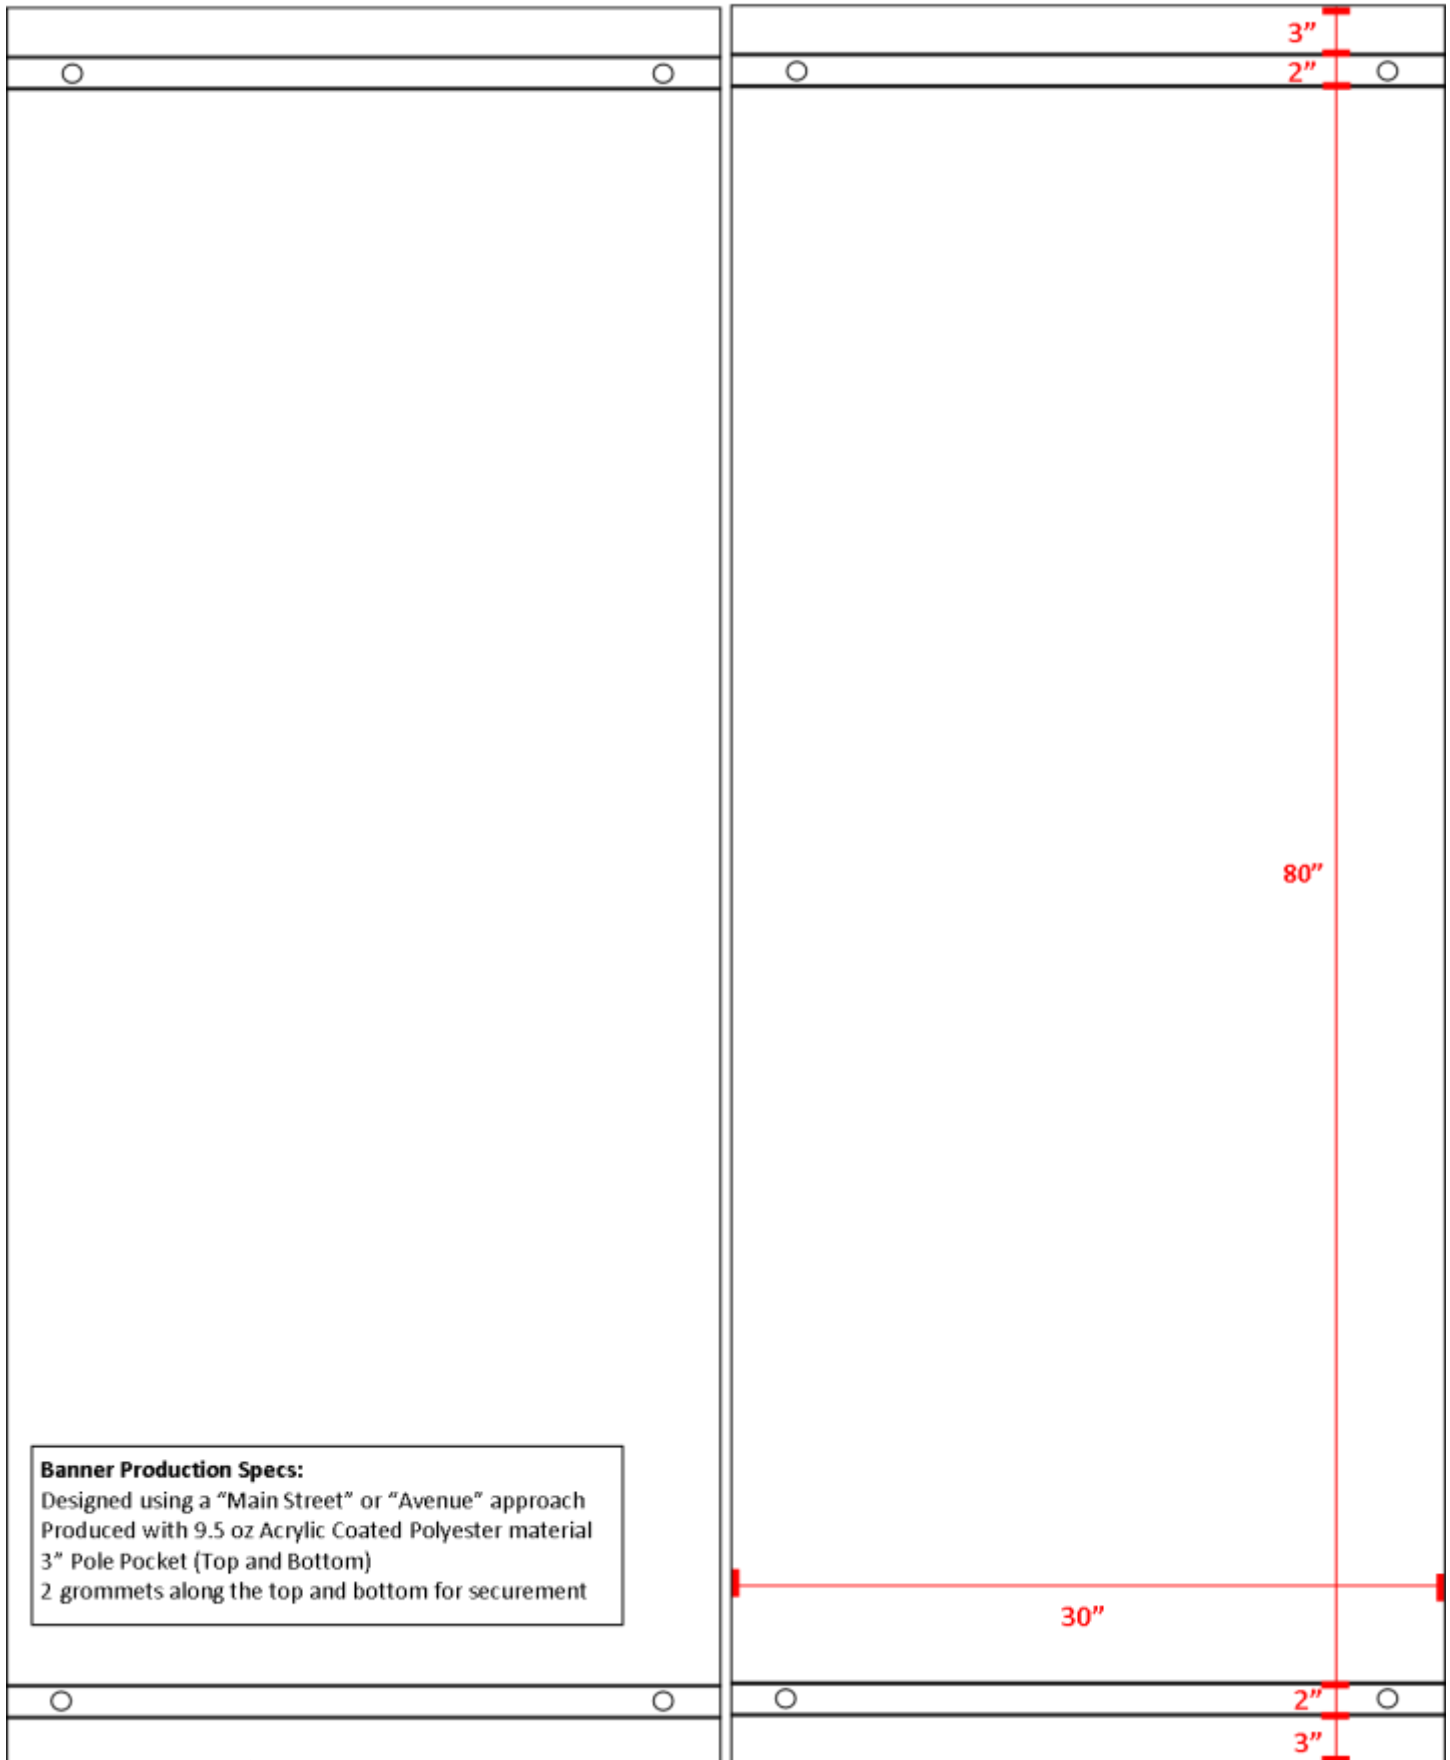 3”
2”
80”
Banner Production Specs:
Designed using a “Main Street” or “Avenue” approach
Produced with 9.5 oz Acrylic Coated Polyester material
3” Pole Pocket (Top and Bottom)
2 grommets along the top and bottom for securement
30”
2”
3”